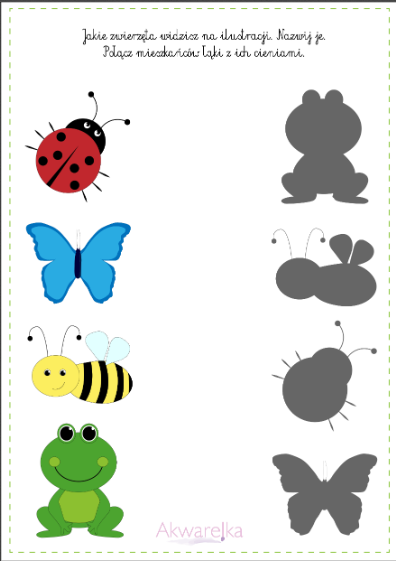 Jakie zwierzęta widzisz na ilustracji. Nazwij je.
Połącz mieszkańców łąki z ich cieniami.
Akwarelka